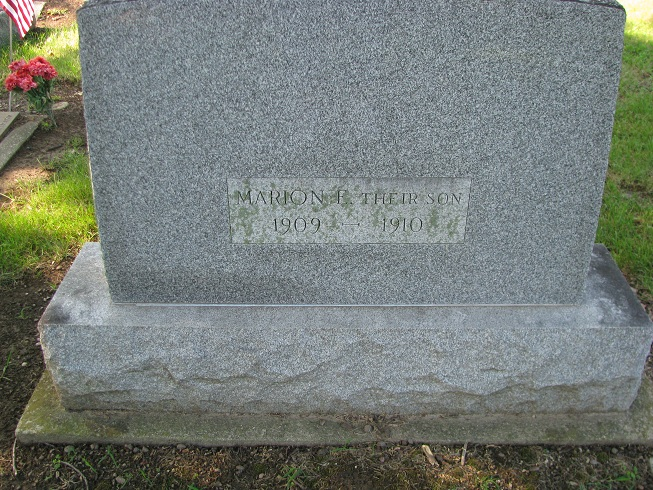 MARION E. THEIR SON
1909 — 1910